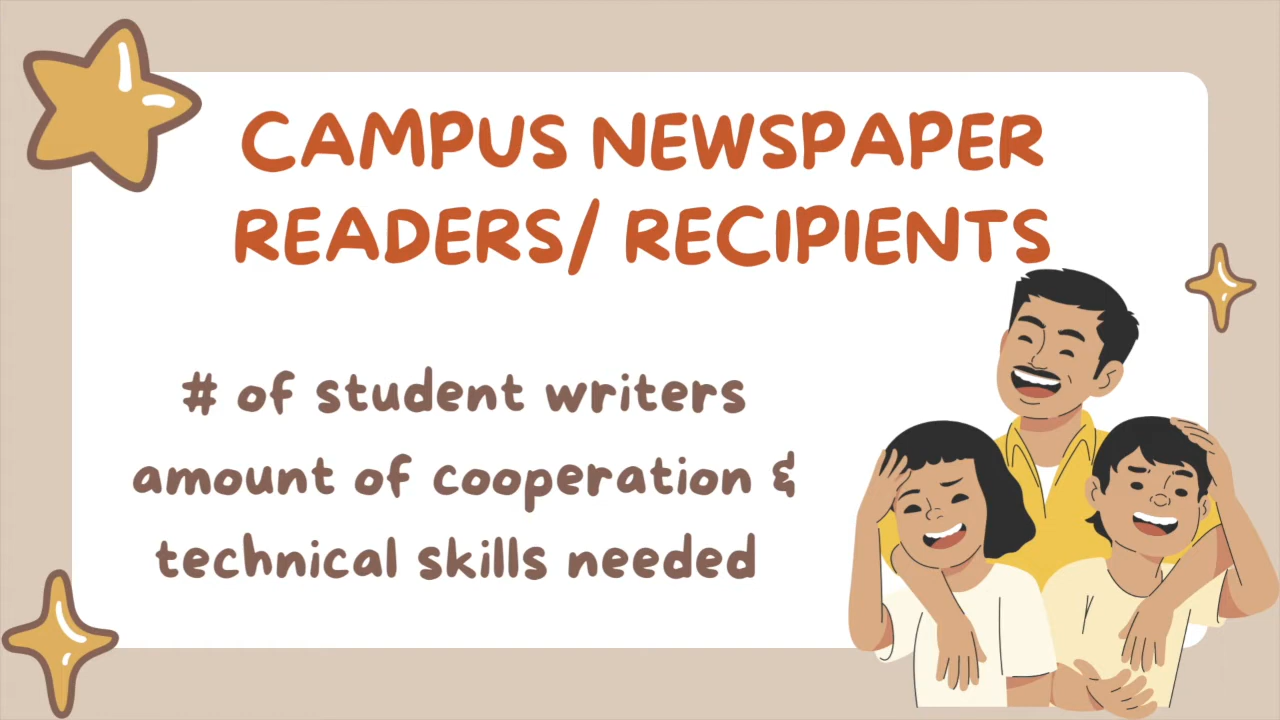 CAMPUS NEWSPAPER
READERS/ RECIPIENTS
# of student writers
amount of cooperation &
technical skills needed